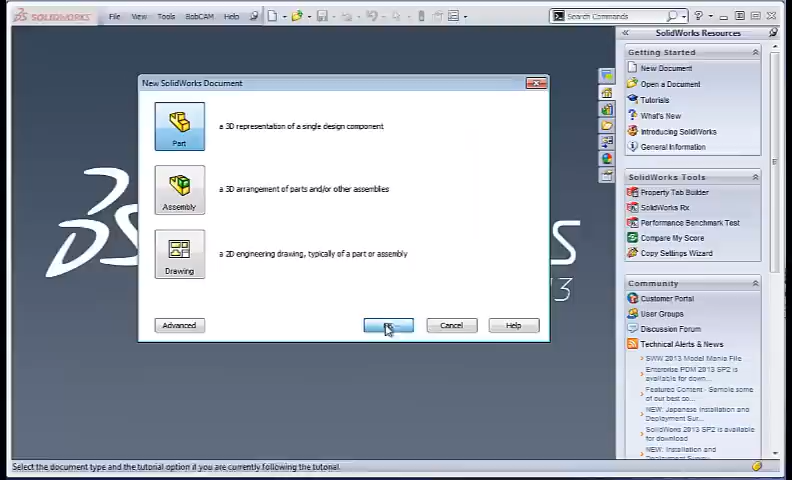 SOLIDWORKS File View Tools BobCAM Help Search Commands
SolidWorks Resources
Getting Started
New Document
Open a Document
Tutorials
What's New
Introducing SolidWorks
General Information
SolidWorks Tools
Property Tab Builder
SolidWorks Rx
Performance Benchmark Test
Compare My Score
Copy Settings Wizard
Community
Customer Portal
User Groups
Discussion Forum
Technical Alerts & News
SWW 2013 Model Mania File
Enterprise PDM 2013 SP2 is
available for down...
Featured Content - Sample some
of our best so...
NEW: Japanese Installation and
Deployment Sur...
SolidWorks 2013 SP2 is available
for download
NEW: Installation and
Deployment Survey
New SolidWorks Document
Part
a 3D representation of a single design component
Assembly
a 3D arrangement of parts and/or other assemblies
Drawing
a 2D engineering drawing, typically of a part or assembly
Advanced
Cancel
Help
Select the document type and the tutorial option if you are currently following the tutorial.